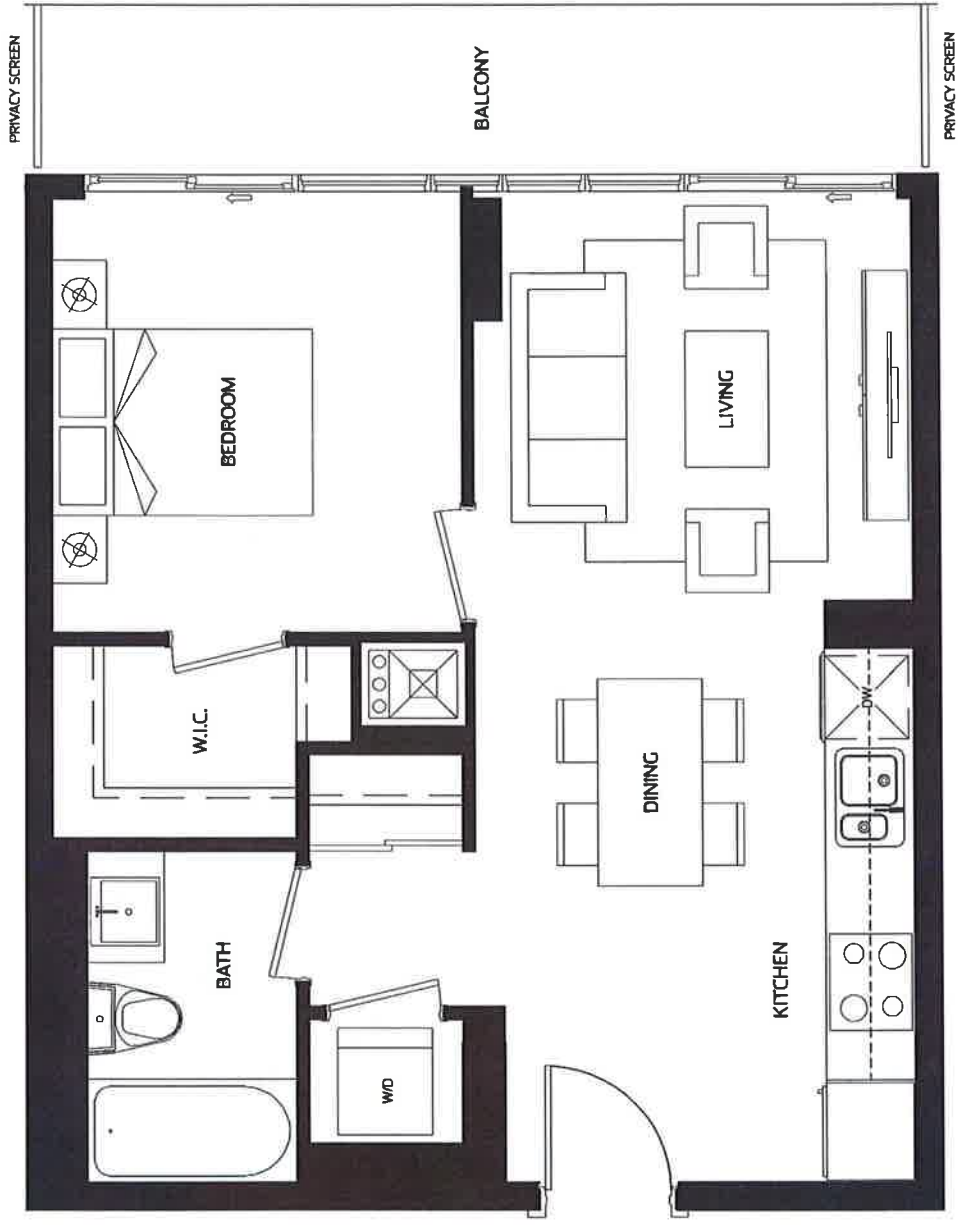 PRIVACY SCREEN
BALCONY
PRIVACY SCREEN
BEDROOM
LIVING
W.I.C.
DINING
DW
BATH
KITCHEN
W/D